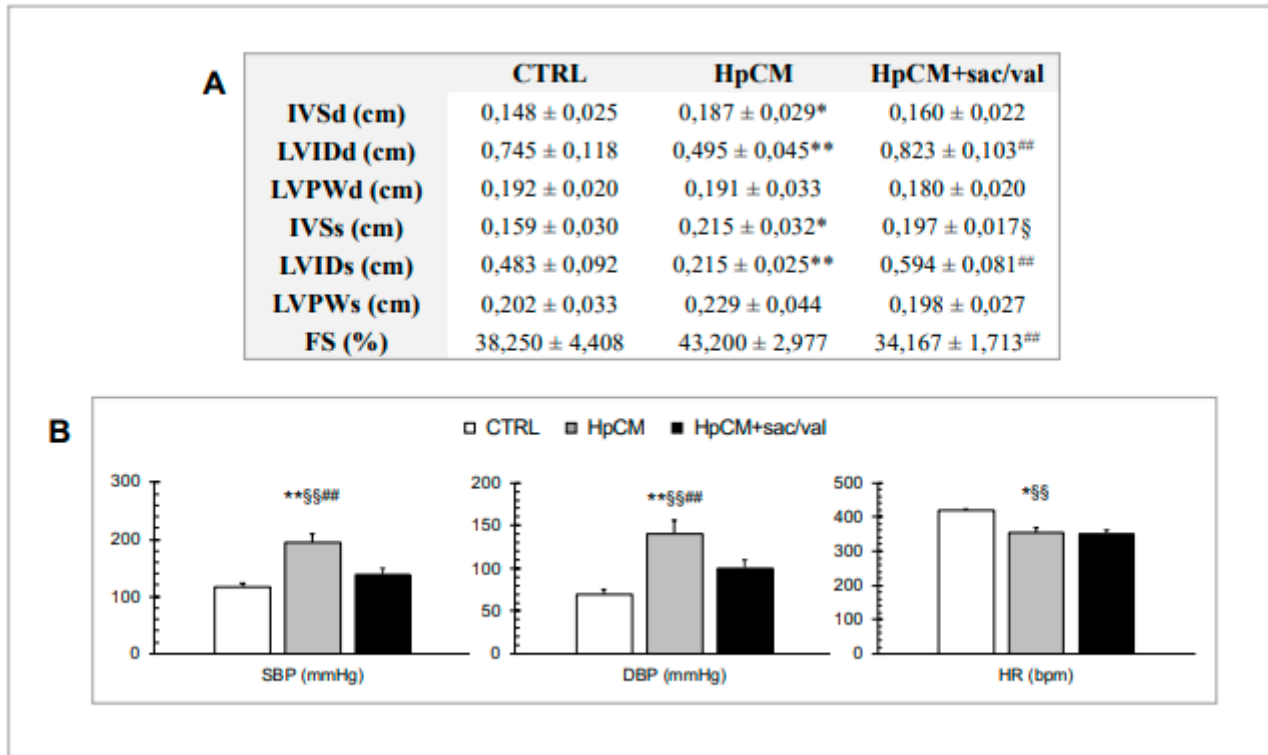 A
CTRL HpCM HpCM+sac/val
IVSd (cm) 0,148 ± 0,025 0,187 ± 0,029* 0,160 ± 0,022
LVIDd (cm) 0,745 ± 0,118 0,495 ± 0,045** 0,823 ± 0,103##
LVPWd (cm) 0,192 ± 0,020 0,191 ± 0,033 0,180 ± 0,020
IVSs (cm) 0,159 ± 0,030 0,215 ± 0,032* 0,197 ± 0,017§
LVIDs (cm) 0,483 ± 0,092 0,215 ± 0,025** 0,594 ± 0,081##
LVPWs (cm) 0,202 ± 0,033 0,229 ± 0,044 0,198 ± 0,027
FS (%) 38,250 ± 4,408 43,200 ± 2,977 34,167 ± 1,713##
B
CTRL HpCM HpCM+sac/val
300
200
100
0
**§§##
SBP (mmHg)
200
150
100
50
0
**§§##
DBP (mmHg)
500
400
300
200
100
0
*§§
HR (bpm)